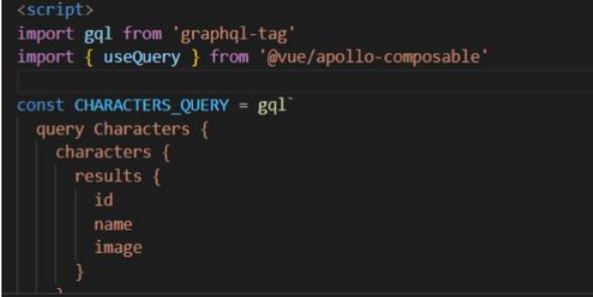 <script>
import gql from 'graphql-tag'
import { useQuery } from '@vue/apollo-composable'
const CHARACTERS_QUERY = gql`
query Characters {
characters {
results {
id
name
image
}
}